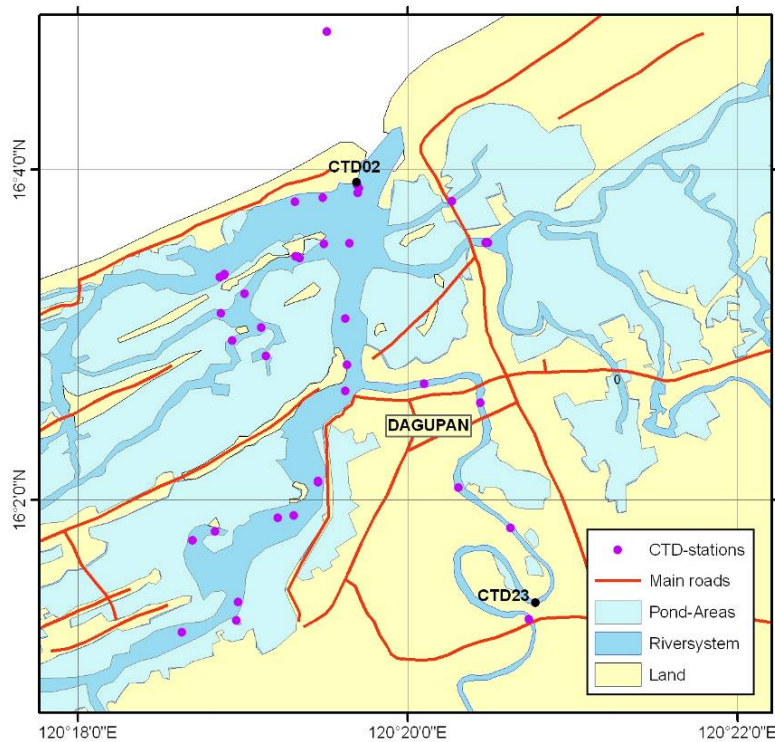 16°4'0"N
CTD02
0
DAGUPAN
16°2'0"N
CTD23
CTD-stations
Main roads
Pond-Areas
Riversystem
Land
120°18'0"E
120°20'0"E
120°22'0"E